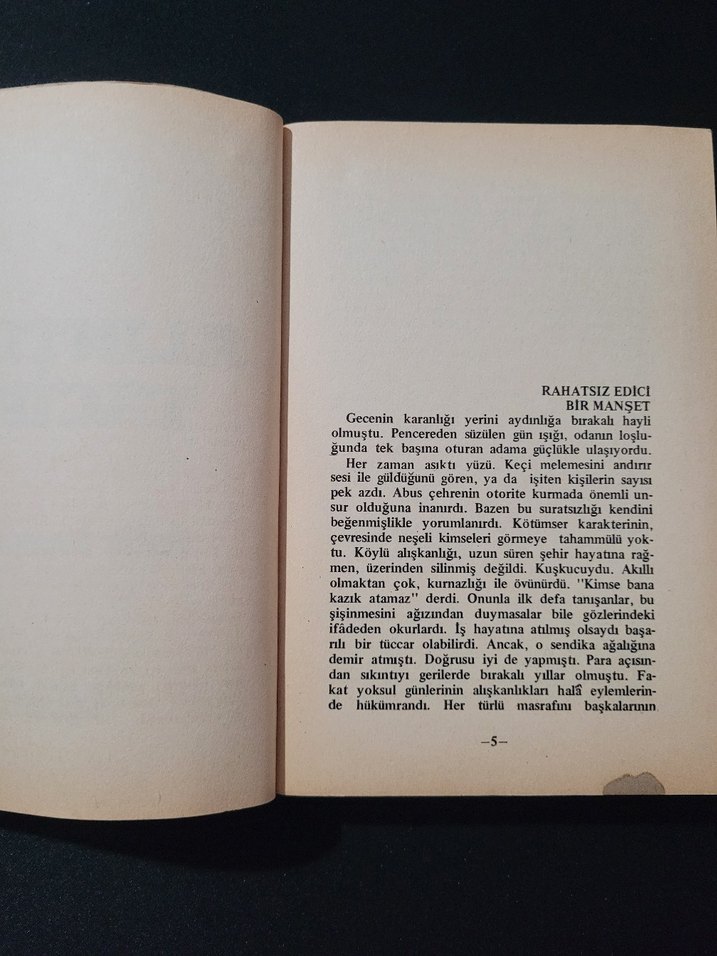 RAHATSIZ EDİCİ
BİR MANŞET
Gecenin karanlığı yerini aydınlığa bırakalı hayli
olmuştu. Pencereden süzülen gün ışığı, odanın loşlu-
ğunda tek başına oturan adama güçlükle ulaşıyordu.
Her zaman asıktı yüzü. Keçi melemesini andırır
sesi ile güldüğünü gören, ya da işiten kişilerin sayısı
pek azdı. Abus çehrenin otorite kurmada önemli un-
sur olduğuna inanırdı. Bazen bu suratsızlığı kendini
beğenmişlikle yorumlanırdı. Kötümser karakterinin,
çevresinde neşeli kimseleri görmeye tahammülü yok-
tu. Köylü alışkanlığı, uzun süren şehir hayatına rağ-
men, üzerinden silinmiş değildi. Kuşkucuydu. Akıllı
olmaktan çok, kurnazlığı ile övünürdü. "Kimse bana
kazık atamaz" derdi. Onunla ilk defa tanışanlar, bu
şişinmesini ağızından duymasalar bile gözlerindeki
ifâdeden okurlardı. İş hayatına atılmış olsaydı başa-
rılı bir tüccar olabilirdi. Ancak, o sendika ağalığına
demir atmıştı. Doğrusu iyi de yapmıştı. Para açısın-
dan sıkıntıyı gerilerde bırakalı yıllar olmuştu. Fa-
kat yoksul günlerinin alışkanlıkları halâ eylemlerin-
de hükümrandı. Her türlü masrafını başkalarının
—5—